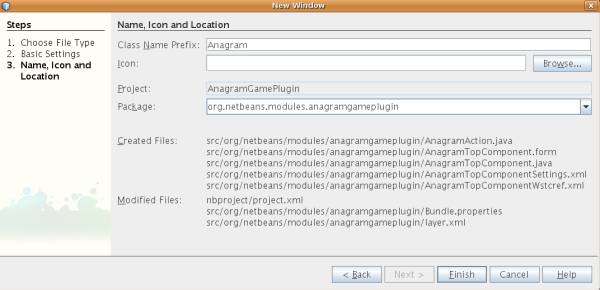 New Window
Steps
1. Choose File Type
2. Basic Settings
3. Name, Icon and
Location
Name, Icon and Location
Class Name Prefix: Anagram
Icon: Browse...
Project: AnagramGamePlugin
Package: org.netbeans.modules.anagramgameplugin
Created Files: src/org/netbeans/modules/anagramgameplugin/AnagramAction.java
src/org/netbeans/modules/anagramgameplugin/AnagramTopComponent.form
src/org/netbeans/modules/anagramgameplugin/AnagramTopComponent.java
src/org/netbeans/modules/anagramgameplugin/AnagramTopComponentSettings.xml
src/org/netbeans/modules/anagramgameplugin/AnagramTopComponentWstcref.xml
Modified Files: nbproject/project.xml
src/org/netbeans/modules/anagramgameplugin/Bundle.properties
src/org/netbeans/modules/anagramgameplugin/layer.xml
< Back Next > Finish Cancel Help